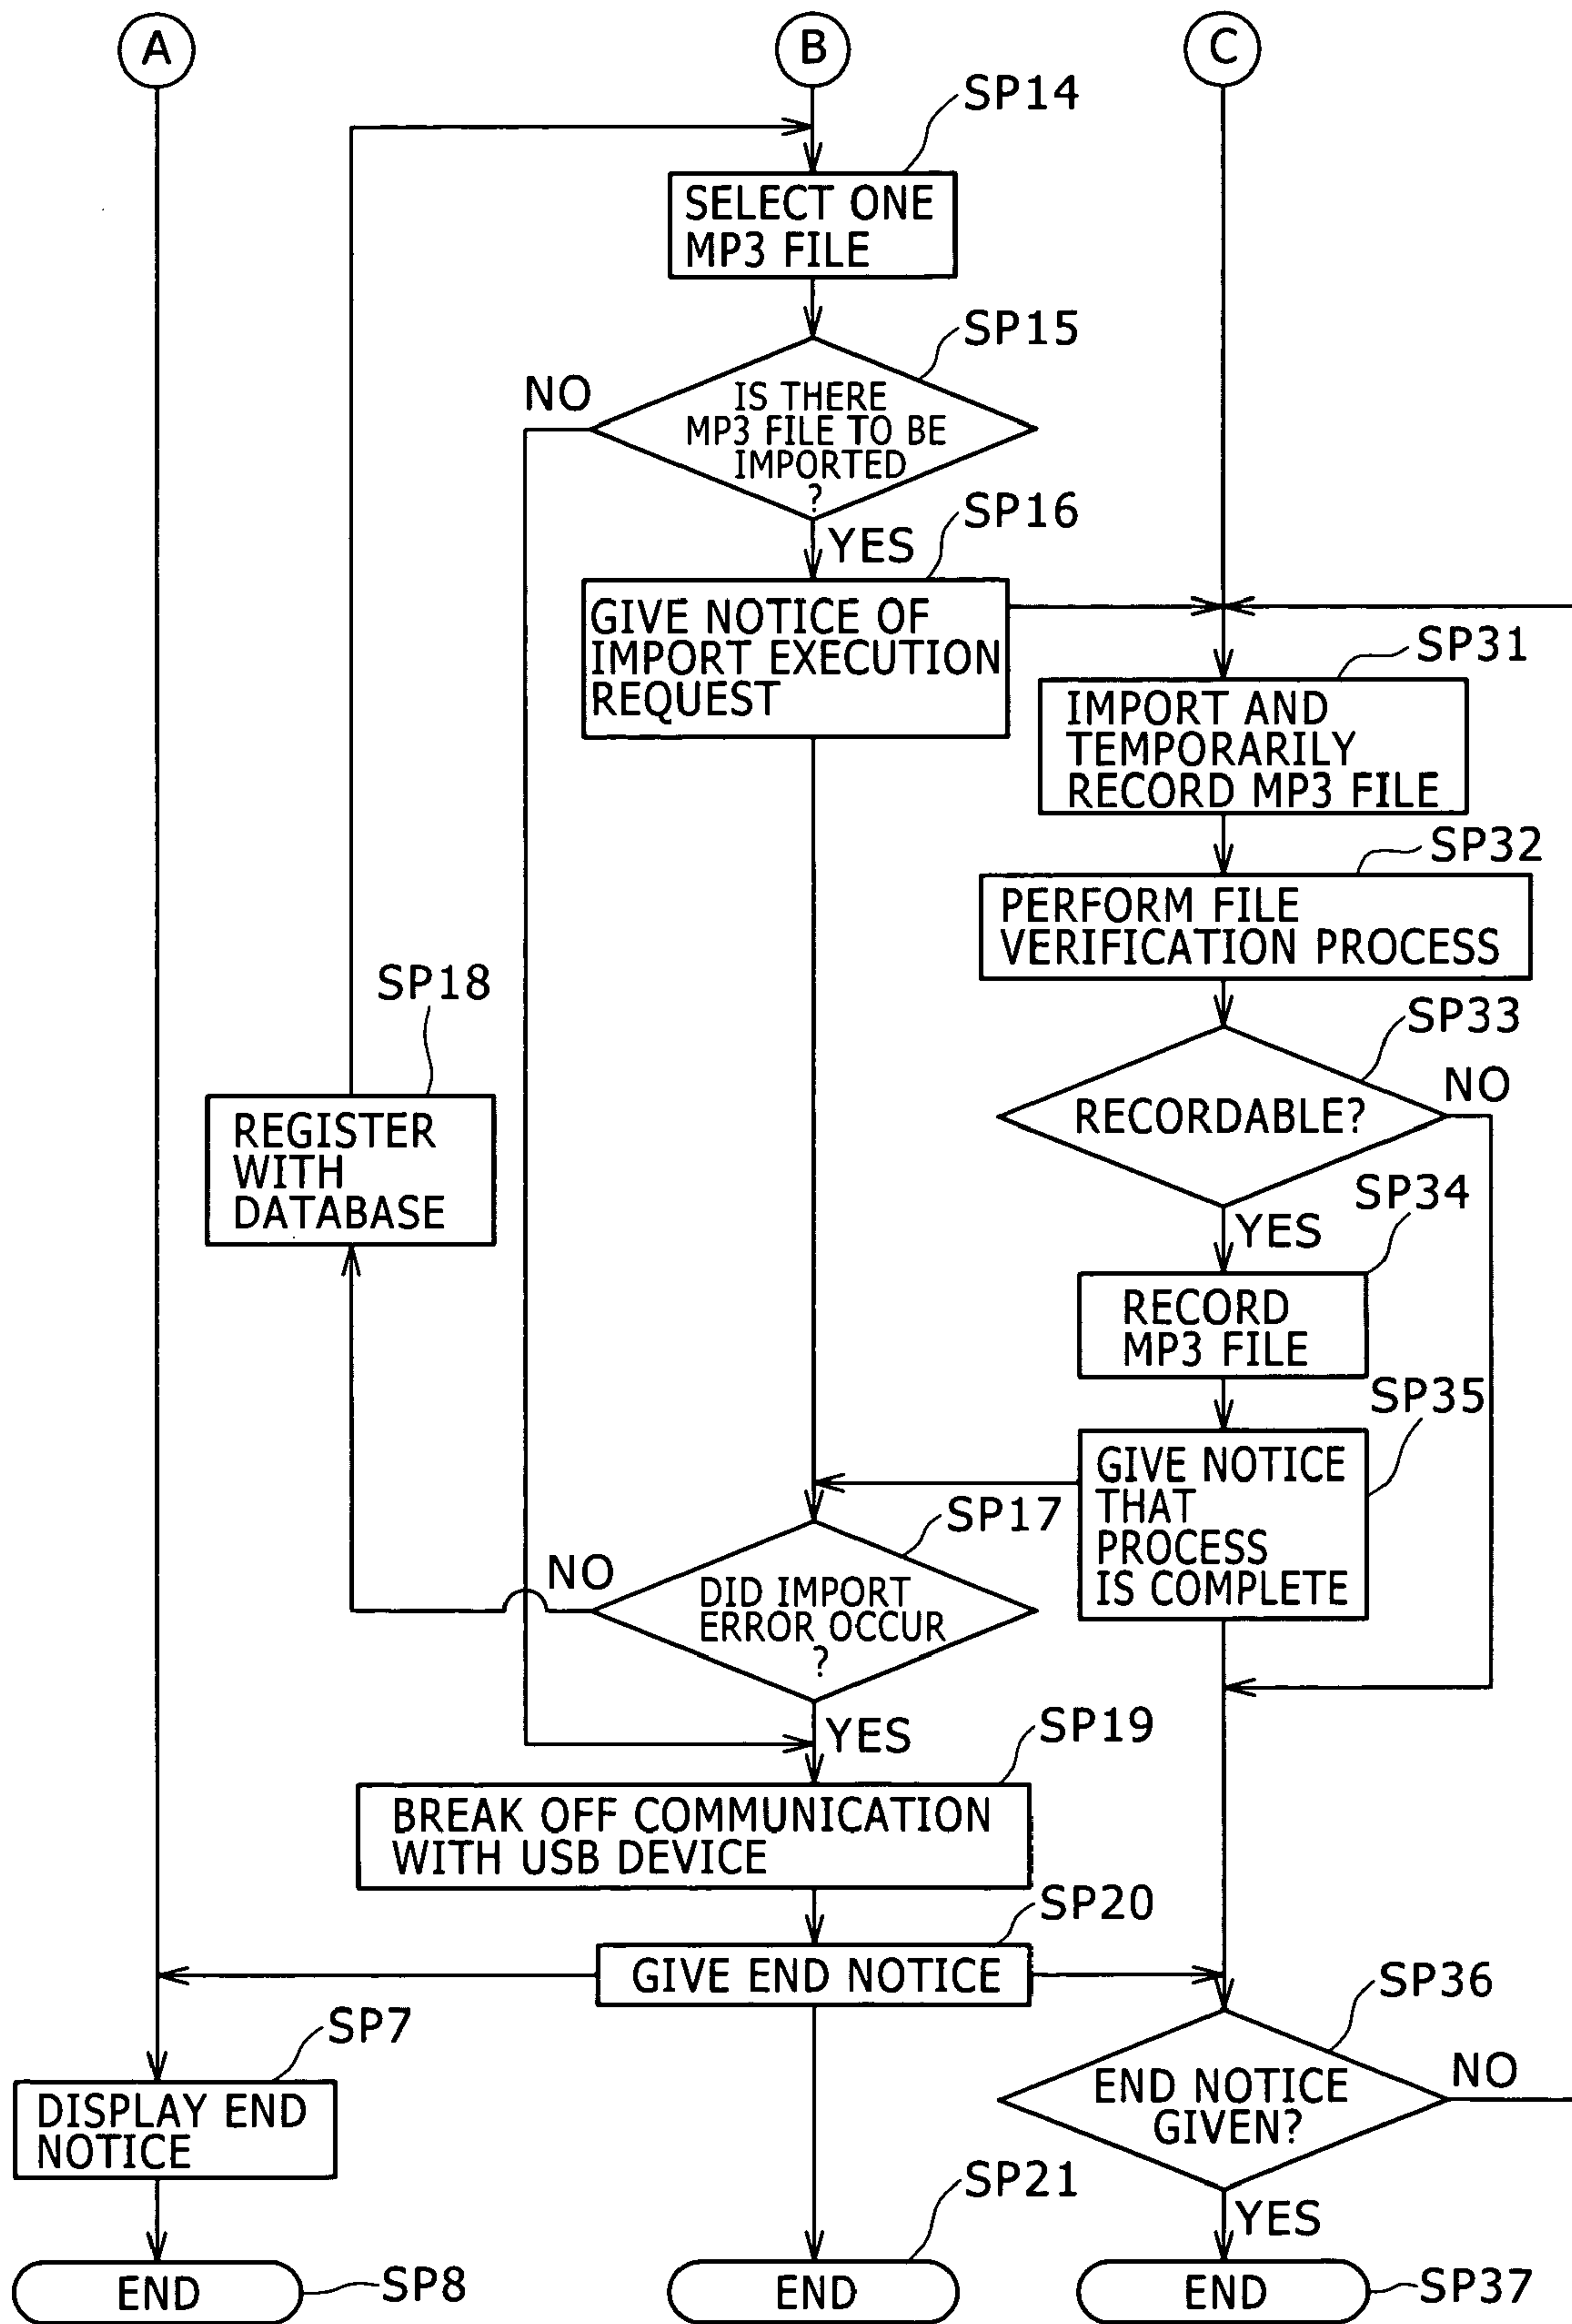 A
B
C
SP14
SELECT ONE
MP3 FILE
SP15
NO
IS THERE
MP3 FILE TO BE
IMPORTED
?
SP16
YES
GIVE NOTICE OF
IMPORT EXECUTION
REQUEST
SP31
IMPORT AND
TEMPORARILY
RECORD MP3 FILE
SP32
PERFORM FILE
VERIFICATION PROCESS
SP18
REGISTER
WITH
DATABASE
SP33
NO
RECORDABLE?
SP34
YES
RECORD
MP3 FILE
SP35
GIVE NOTICE
THAT
PROCESS
IS COMPLETE
SP17
NO
DID IMPORT
ERROR OCCUR
?
YES
SP19
BREAK OFF COMMUNICATION
WITH USB DEVICE
SP20
GIVE END NOTICE
SP36
SP7
DISPLAY END
NOTICE
END NOTICE
GIVEN?
NO
SP21
YES
END
SP8
END
END
SP37